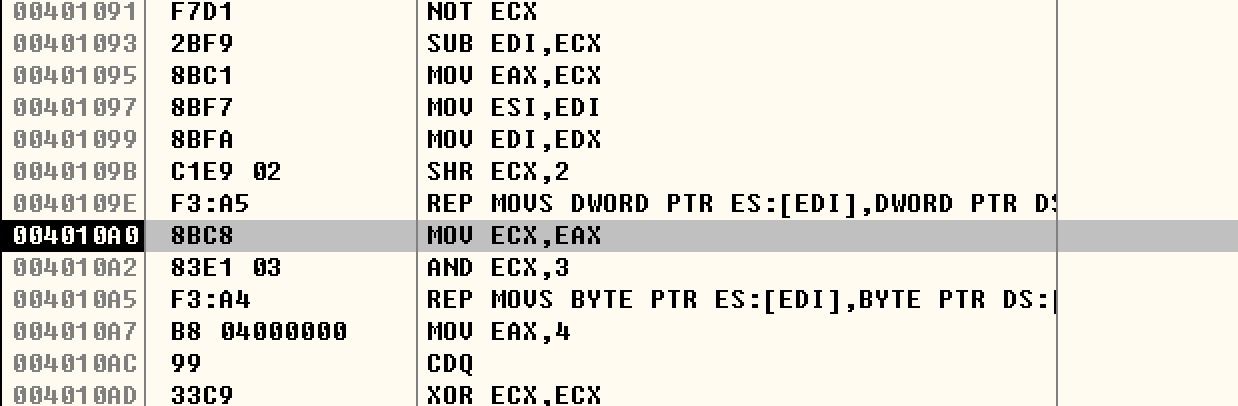 00401091 F7D1 NOT ECX
00401093 2BF9 SUB EDI,ECX
00401095 8BC1 MOV EAX,ECX
00401097 8BF7 MOV ESI,EDI
00401099 8BFA MOV EDI,EDX
0040109B C1E9 02 SHR ECX,2
0040109E F3:A5 REP MOVS DWORD PTR ES:[EDI],DWORD PTR DS
004010A0 8BC8 MOV ECX,EAX
004010A2 83E1 03 AND ECX,3
004010A5 F3:A4 REP MOVS BYTE PTR ES:[EDI],BYTE PTR DS:[
004010A7 B8 04000000 MOV EAX,4
004010AC 99 CDQ
004010AD 33C9 XOR ECX,ECX